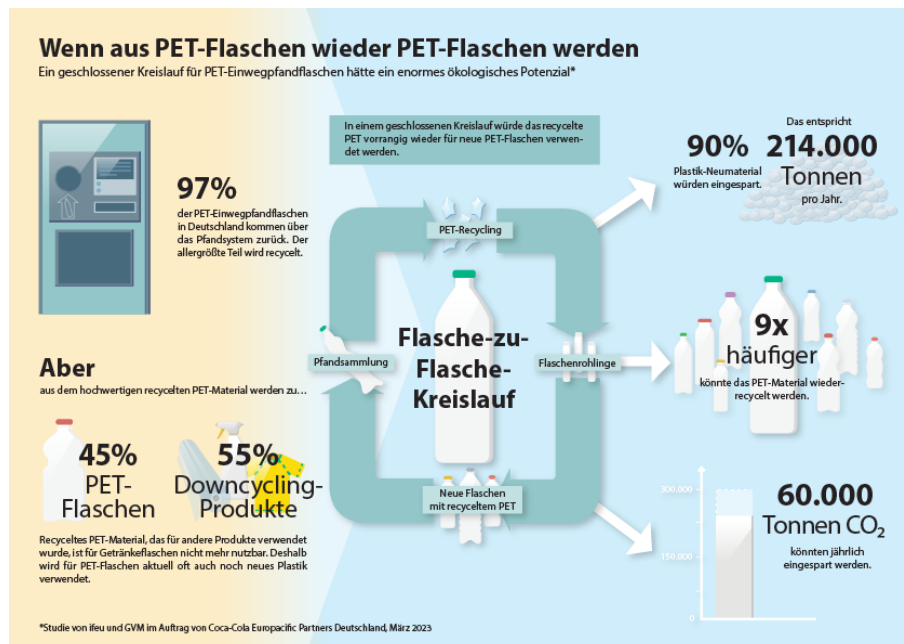 Wenn aus PET-Flaschen wieder PET-Flaschen werden
Ein geschlossener Kreislauf für PET-Einwegpfandflaschen hätte ein enormes ökologisches Potenzial*
97%
der PET-Einwegpfandflaschen
in Deutschland kommen über
das Pfandsystem zurück. Der
allergrößte Teil wird recycelt.
In einem geschlossenen Kreislauf würde das recycelte
PET vorrangig wieder für neue PET-Flaschen verwen-
det werden.
90%
Plastik-Neumaterial
würden eingespart.
Das entspricht
214.000
Tonnen
pro Jahr.
PET-Recycling
Pfandsammlung
Flasche-zu-
Flasche-
Kreislauf
Flaschenrohlinge
Neue Flaschen
mit recyceltem PET
9x
häufiger
könnte das PET-Material wieder-
recycelt werden.
Aber
aus dem hochwertigen recycelten PET-Material werden zu…
45%
PET-
Flaschen
55%
Downcycling-
Produkte
Recyceltes PET-Material, das für andere Produkte verwendet
wurde, ist für Getränkeflaschen nicht mehr nutzbar. Deshalb
wird für PET-Flaschen aktuell oft auch noch neues Plastik
verwendet.
300.000
150.000
0
60.000
Tonnen CO₂
könnten jährlich
eingespart werden.
*Studie von ifeu und GVM im Auftrag von Coca-Cola Europacific Partners Deutschland, März 2023